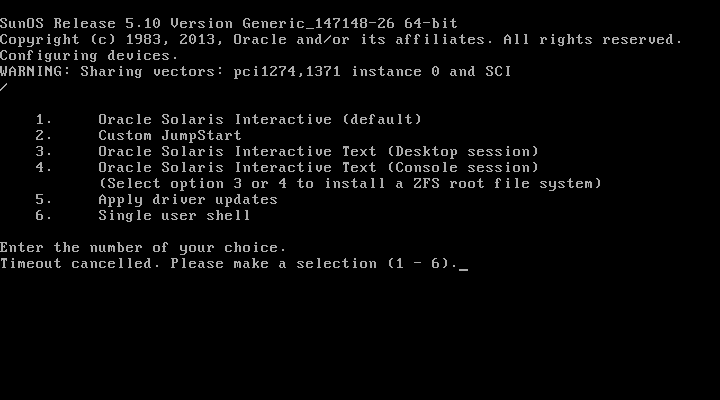 SunOS Release 5.10 Version Generic_147148-26 64-bit
Copyright (c) 1983, 2013, Oracle and/or its affiliates. All rights reserved.
Configuring devices.
WARNING: Sharing vectors: pci1274,1371 instance 0 and SCI
/
1. Oracle Solaris Interactive (default)
2. Custom JumpStart
3. Oracle Solaris Interactive Text (Desktop session)
4. Oracle Solaris Interactive Text (Console session)
(Select option 3 or 4 to install a ZFS root file system)
5. Apply driver updates
6. Single user shell
Enter the number of your choice.
Timeout cancelled. Please make a selection (1 - 6)._